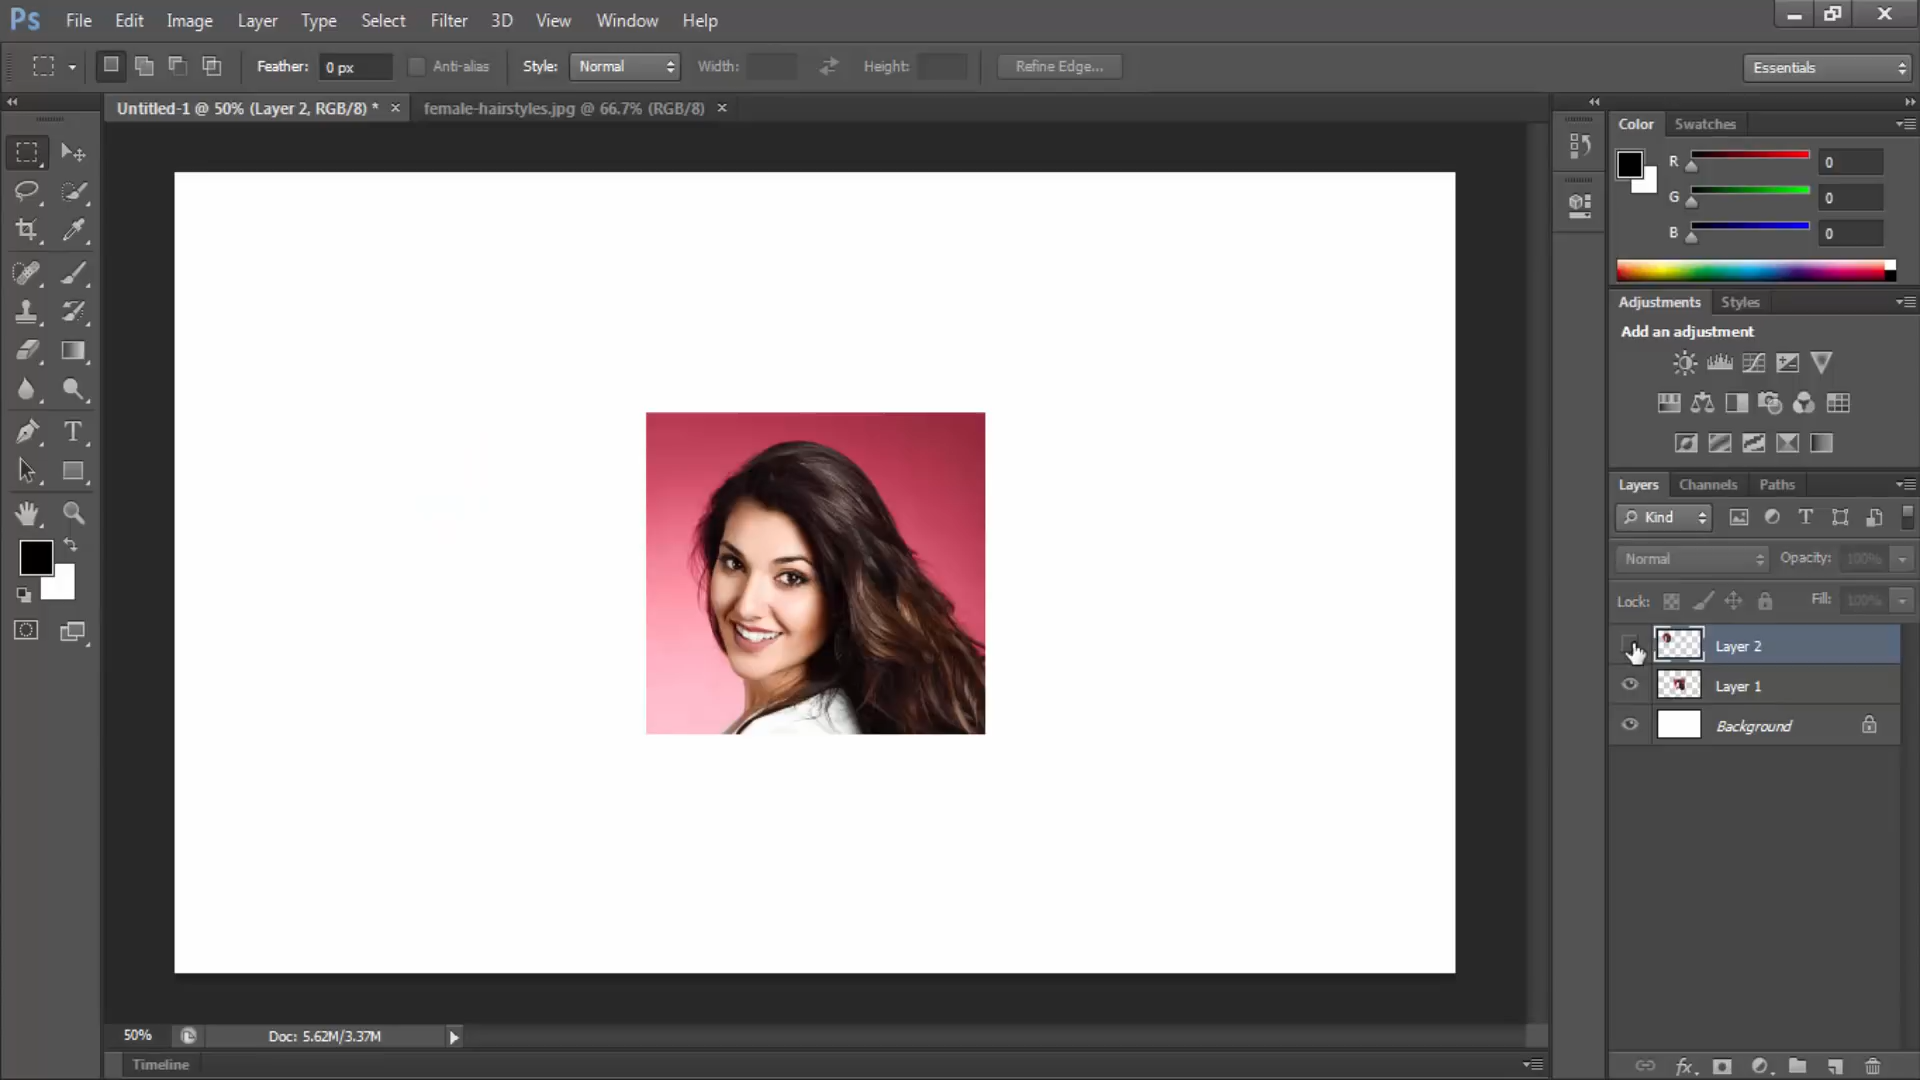 Ps File Edit Image Layer Type Select Filter 3D View Window Help
Feather: 0 px Anti-alias Style: Normal Width: Height: Refine Edge... Essentials
Untitled-1 @ 50% (Layer 2, RGB/8) * × female-hairstyles.jpg @ 66.7% (RGB/8) ×
Color Swatches
R 0
G 0
B 0
Adjustments Styles
Add an adjustment
Layers Channels Paths
Kind
Normal Opacity: 100%
Lock: Fill: 100%
Layer 2
Layer 1
Background
50% Doc: 5.62M/3.37M
Timeline